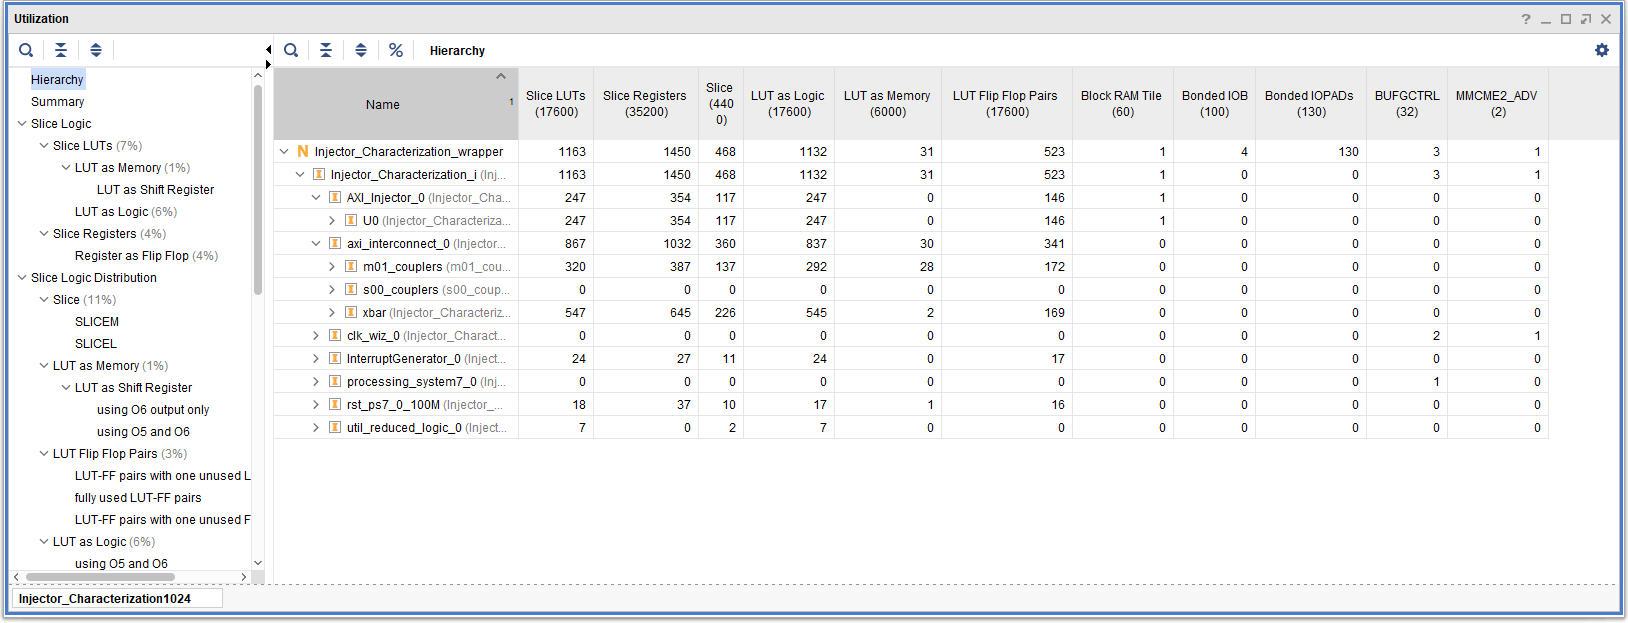 Utilization
Hierarchy
Hierarchy
Summary
Slice Logic
Slice LUTs (7%)
LUT as Memory (1%)
LUT as Shift Register
LUT as Logic (6%)
Slice Registers (4%)
Register as Flip Flop (4%)
Slice Logic Distribution
Slice (11%)
SLICEM
SLICEL
LUT as Memory (1%)
LUT as Shift Register
using O6 output only
using O5 and O6
LUT Flip Flop Pairs (3%)
LUT-FF pairs with one unused L
fully used LUT-FF pairs
LUT-FF pairs with one unused F
LUT as Logic (6%)
using O5 and O6
Name 1 Slice LUTs (17600) Slice Registers (35200) Slice (4400) LUT as Logic (17600) LUT as Memory (6000) LUT Flip Flop Pairs (17600) Block RAM Tile (60) Bonded IOB (100) Bonded IOPADs (130) BUFGCTRL (32) MMCME2_ADV (2)
N Injector_Characterization_wrapper 1163 1450 468 1132 31 523 1 4 130 3 1
I Injector_Characterization_i (Inj... 1163 1450 468 1132 31 523 1 0 0 3 1
I AXI_Injector_0 (Injector_Cha... 247 354 117 247 0 146 1 0 0 0 0
I U0 (Injector_Characteriza... 247 354 117 247 0 146 1 0 0 0 0
I axi_interconnect_0 (Injector... 867 1032 360 837 30 341 0 0 0 0 0
I m01_couplers (m01_cou... 320 387 137 292 28 172 0 0 0 0 0
I s00_couplers (s00_coup... 0 0 0 0 0 0 0 0 0 0 0
I xbar (Injector_Characteriz... 547 645 226 545 2 169 0 0 0 0 0
I clk_wiz_0 (Injector_Charact... 0 0 0 0 0 0 0 0 0 2 1
I InterruptGenerator_0 (Inject... 24 27 11 24 0 17 0 0 0 0 0
I processing_system7_0 (Inj... 0 0 0 0 0 0 0 0 0 1 0
I rst_ps7_0_100M (Injector_... 18 37 10 17 1 16 0 0 0 0 0
I util_reduced_logic_0 (Inject... 7 0 2 7 0 0 0 0 0 0 0
Injector_Characterization1024